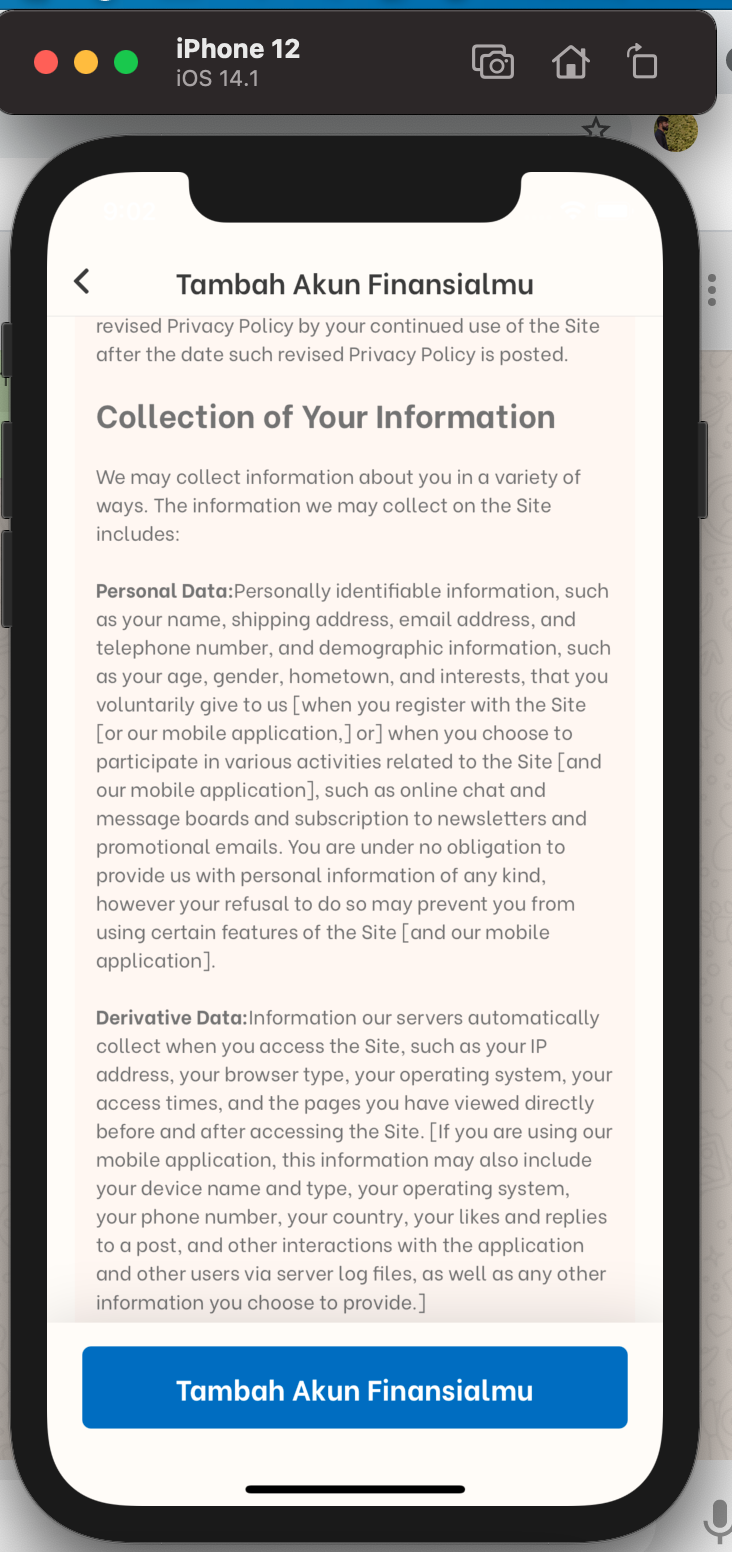 iPhone 12
iOS 14.1
9:02
Tambah Akun Finansialmu
revised Privacy Policy by your continued use of the Site
after the date such revised Privacy Policy is posted.
Collection of Your Information
We may collect information about you in a variety of
ways. The information we may collect on the Site
includes:
Personal Data:Personally identifiable information, such
as your name, shipping address, email address, and
telephone number, and demographic information, such
as your age, gender, hometown, and interests, that you
voluntarily give to us [when you register with the Site
[or our mobile application,] or] when you choose to
participate in various activities related to the Site [and
our mobile application], such as online chat and
message boards and subscription to newsletters and
promotional emails. You are under no obligation to
provide us with personal information of any kind,
however your refusal to do so may prevent you from
using certain features of the Site [and our mobile
application].
Derivative Data:Information our servers automatically
collect when you access the Site, such as your IP
address, your browser type, your operating system, your
access times, and the pages you have viewed directly
before and after accessing the Site. [If you are using our
mobile application, this information may also include
your device name and type, your operating system,
your phone number, your country, your likes and replies
to a post, and other interactions with the application
and other users via server log files, as well as any other
information you choose to provide.]
Tambah Akun Finansialmu